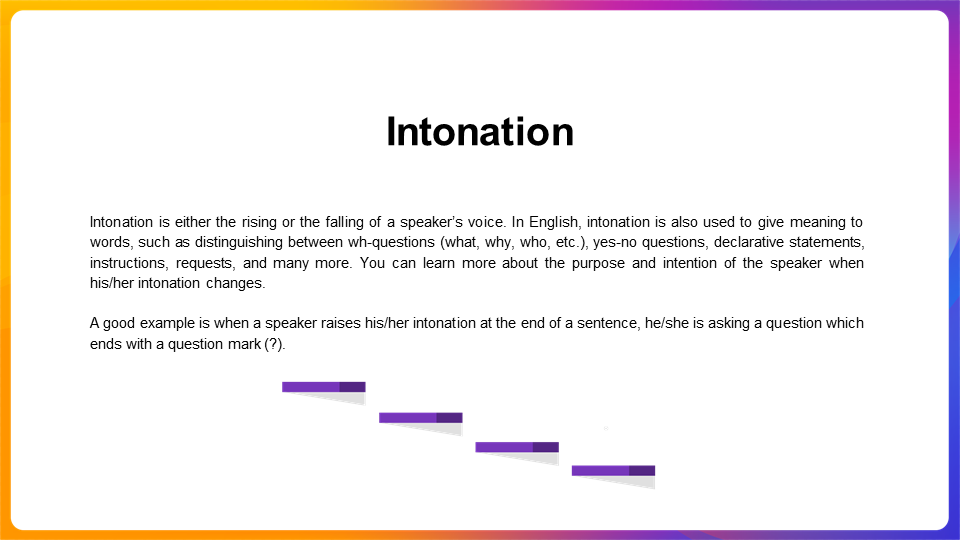 Intonation
Intonation is either the rising or the falling of a speaker’s voice. In English, intonation is also used to give meaning to
words, such as distinguishing between wh-questions (what, why, who, etc.), yes-no questions, declarative statements,
instructions, requests, and many more. You can learn more about the purpose and intention of the speaker when
his/her intonation changes.
A good example is when a speaker raises his/her intonation at the end of a sentence, he/she is asking a question which
ends with a question mark (?).